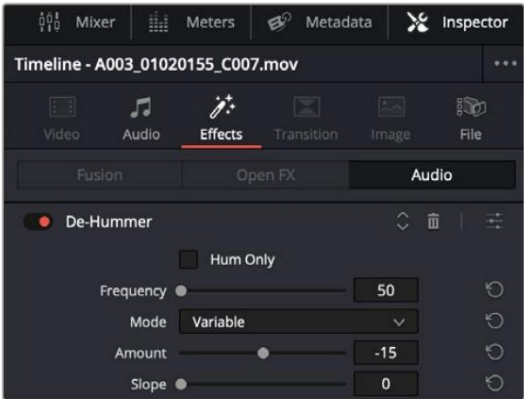 Mixer Meters Metadata Inspector
Timeline - A003_01020155_C007.mov
Video Audio Effects Transition Image File
Fusion Open FX Audio
De-Hummer
Hum Only
Frequency 50
Mode Variable
Amount -15
Slope 0